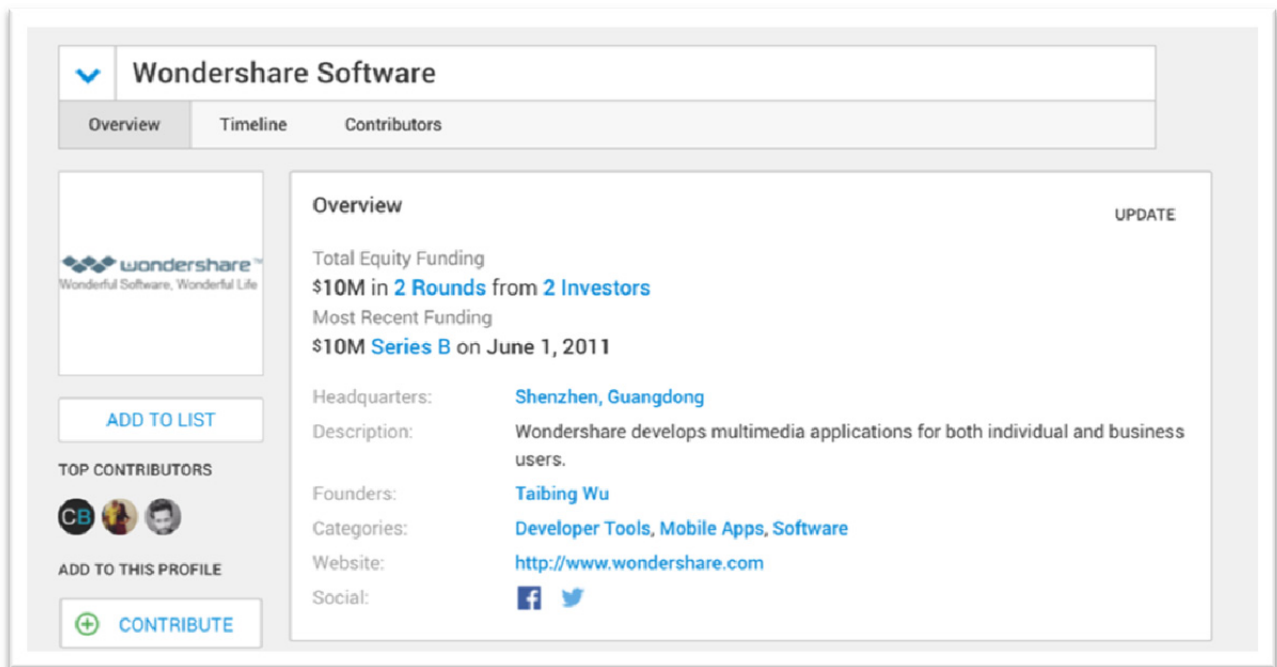 Wondershare Software
Overview Timeline Contributors
wondershare™
Wonderful Software, Wonderful Life
ADD TO LIST
TOP CONTRIBUTORS
CB
ADD TO THIS PROFILE
CONTRIBUTE
Overview
UPDATE
Total Equity Funding
$10M in 2 Rounds from 2 Investors
Most Recent Funding
$10M Series B on June 1, 2011
Headquarters: Shenzhen, Guangdong
Description: Wondershare develops multimedia applications for both individual and business
users.
Founders: Taibing Wu
Categories: Developer Tools, Mobile Apps, Software
Website: http://www.wondershare.com
Social: